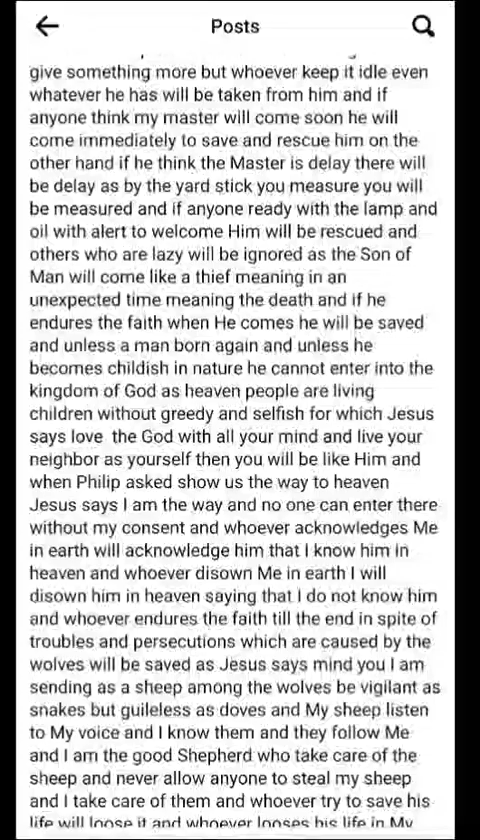 Posts
give something more but whoever keep it idle even
whatever he has will be taken from him and if
anyone think my master will come soon he will
come immediately to save and rescue him on the
other hand if he think the Master is delay there will
be delay as by the yard stick you measure you will
be measured and if anyone ready with the lamp and
oil with alert to welcome Him will be rescued and
others who are lazy will be ignored as the Son of
Man will come like a thief meaning in an
unexpected time meaning the death and if he
endures the faith when He comes he will be saved
and unless a man born again and unless he
becomes childish in nature he cannot enter into the
kingdom of God as heaven people are living
children without greedy and selfish for which Jesus
says love the God with all your mind and live your
neighbor as yourself then you will be like Him and
when Philip asked show us the way to heaven
Jesus says I am the way and no one can enter there
without my consent and whoever acknowledges Me
in earth will acknowledge him that I know him in
heaven and whoever disown Me in earth I will
disown him in heaven saying that I do not know him
and whoever endures the faith till the end in spite of
troubles and persecutions which are caused by the
wolves will be saved as Jesus says mind you I am
sending as a sheep among the wolves be vigilant as
snakes but guileless as doves and My sheep listen
to My voice and I know them and they follow Me
and I am the good Shepherd who take care of the
sheep and never allow anyone to steal my sheep
and I take care of them and whoever try to save his
life will loose it and whoever looses his life in My